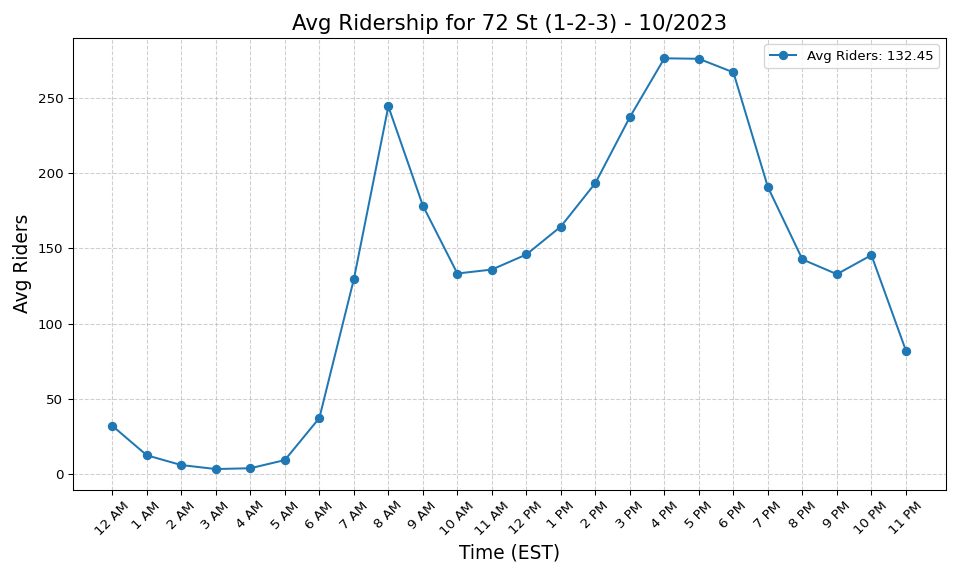 Avg Ridership for 72 St (1-2-3) - 10/2023
Avg Riders: 132.45
Avg Riders
250
200
150
100
50
0
12 AM
1 AM
2 AM
3 AM
4 AM
5 AM
6 AM
7 AM
8 AM
9 AM
10 AM
11 AM
12 PM
1 PM
2 PM
3 PM
4 PM
5 PM
6 PM
7 PM
8 PM
9 PM
10 PM
11 PM
Time (EST)